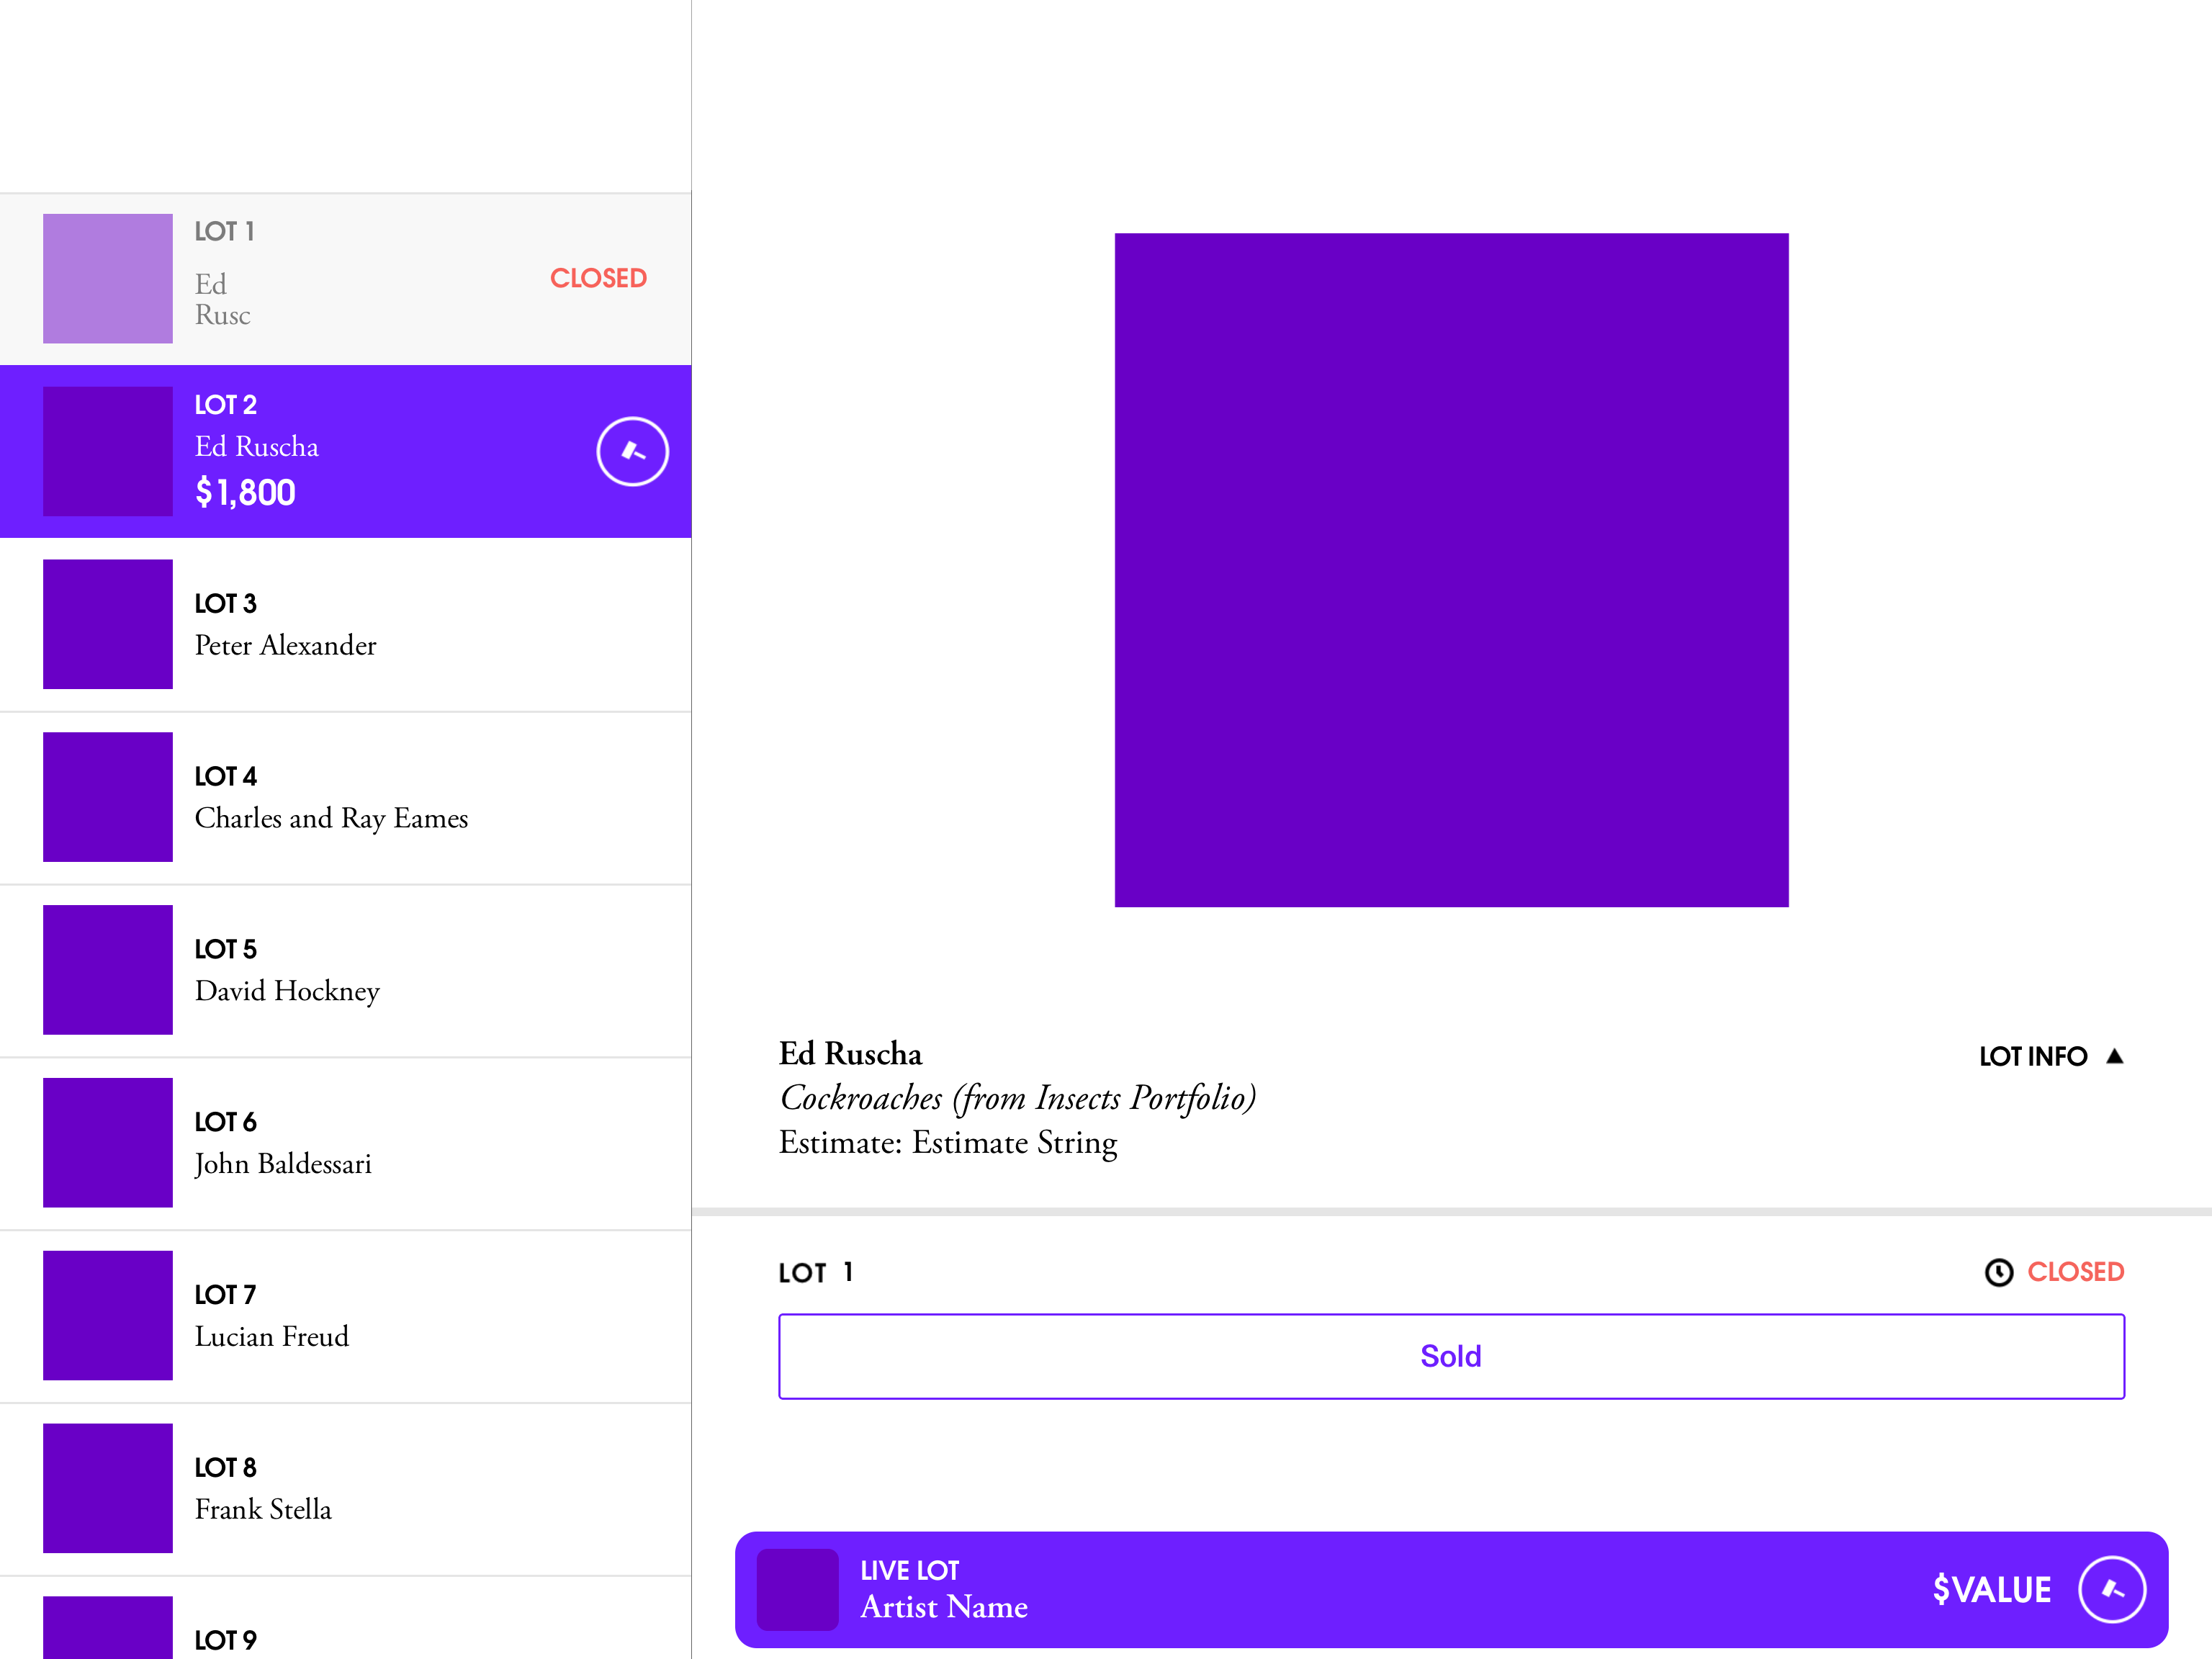 LOT 1
Ed
Rusc
CLOSED
LOT 2
Ed Ruscha
$1,800
LOT 3
Peter Alexander
LOT 4
Charles and Ray Eames
LOT 5
David Hockney
LOT 6
John Baldessari
LOT 7
Lucian Freud
LOT 8
Frank Stella
LOT 9
Ed Ruscha
LOT INFO
Cockroaches (from Insects Portfolio)
Estimate: Estimate String
LOT 1
CLOSED
Sold
LIVE LOT
Artist Name
$VALUE